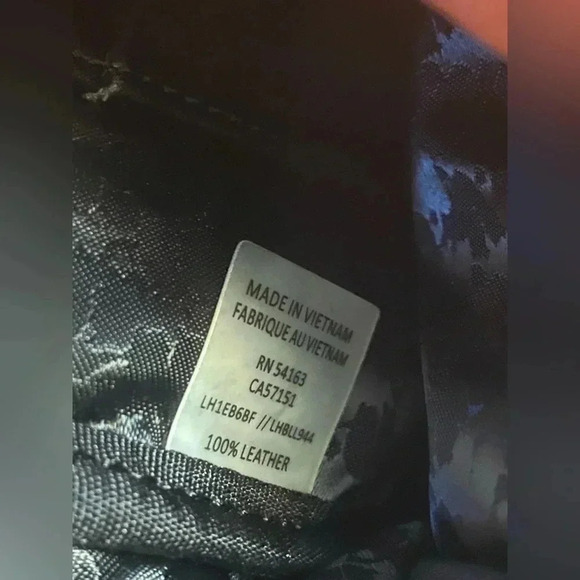 MADE IN VIETNAM
FABRIQUE AU VIETNAM
RN 54163
CA57151
LH1EB6BF // LHBLL944
100% LEATHER